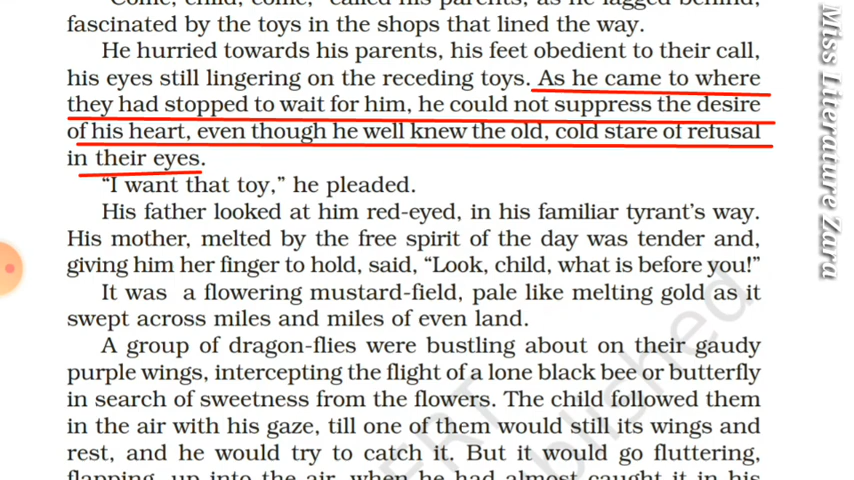 "Come, child, come," called his parents, as he lagged behind,
fascinated by the toys in the shops that lined the way.
He hurried towards his parents, his feet obedient to their call,
his eyes still lingering on the receding toys. As he came to where
they had stopped to wait for him, he could not suppress the desire
of his heart, even though he well knew the old, cold stare of refusal
in their eyes.
"I want that toy," he pleaded.
His father looked at him red-eyed, in his familiar tyrant's way.
His mother, melted by the free spirit of the day was tender and,
giving him her finger to hold, said, "Look, child, what is before you!"
It was a flowering mustard-field, pale like melting gold as it
swept across miles and miles of even land.
A group of dragon-flies were bustling about on their gaudy
purple wings, intercepting the flight of a lone black bee or butterfly
in search of sweetness from the flowers. The child followed them
in the air with his gaze, till one of them would still its wings and
rest, and he would try to catch it. But it would go fluttering,
flapping, up into the air, when he had almost caught it in his
Miss Literature Zara